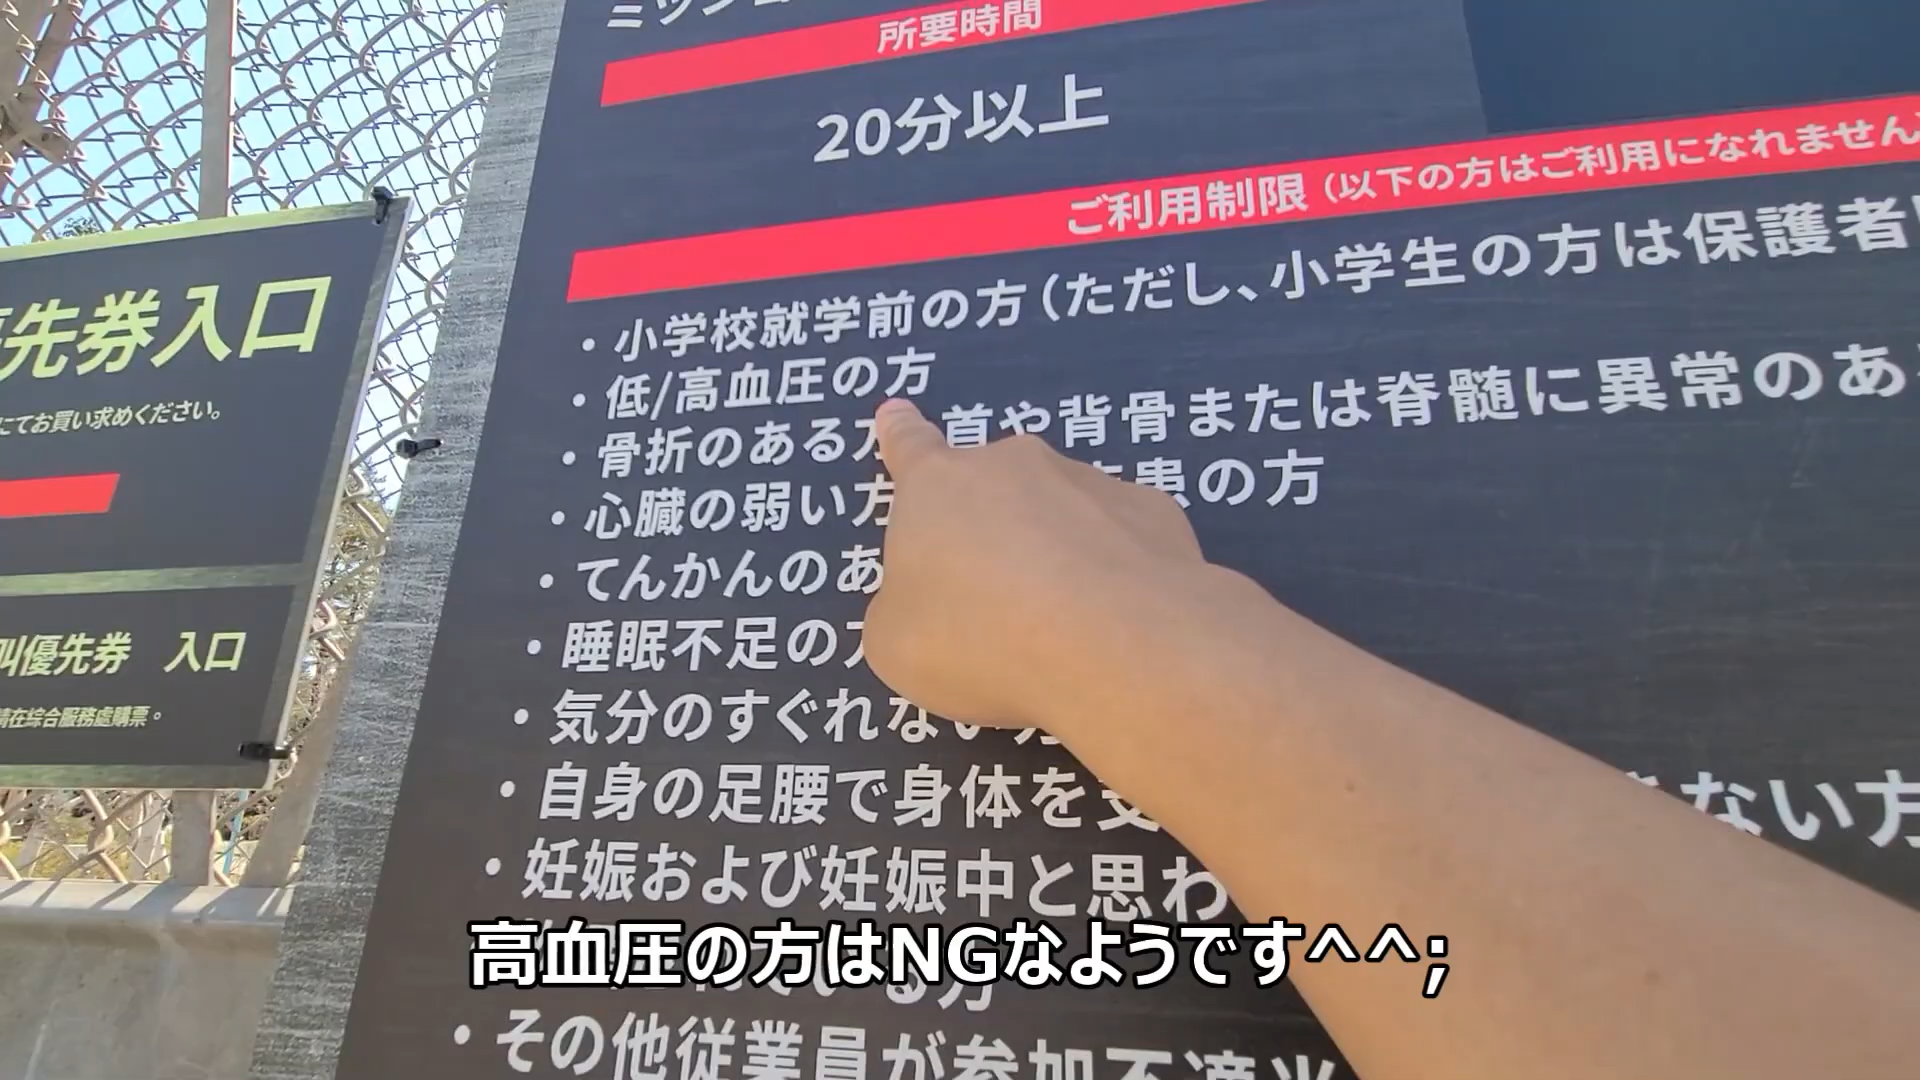 所要時間
20分以上
ご利用制限（以下の方はご利用になれません
・小学校就学前の方（ただし、小学生の方は保護者
・低/高血圧の方
・骨折のある方 首や背骨または脊髄に異常のあ
・心臓の弱い方 患の方
・てんかんのあ
・睡眠不足の方
・気分のすぐれない方
・自身の足腰で身体を支 ない方
・妊娠および妊娠中と思わ
・その他従業員が参加不適当
先券入口
にてお買い求めください。
叫優先券 入口
請在綜合服務處購票。
高血圧の方はNGなようです^^;